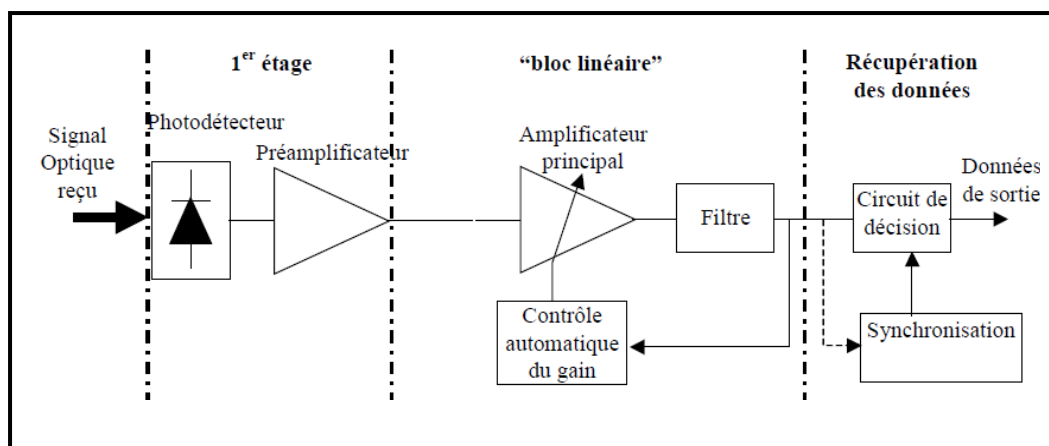 1er étage
“bloc linéaire”
Récupération
des données
Signal
Optique
reçu
Photodétecteur
Préamplificateur
Amplificateur
principal
Filtre
Contrôle
automatique
du gain
Circuit de
décision
Données
de sortie
Synchronisation